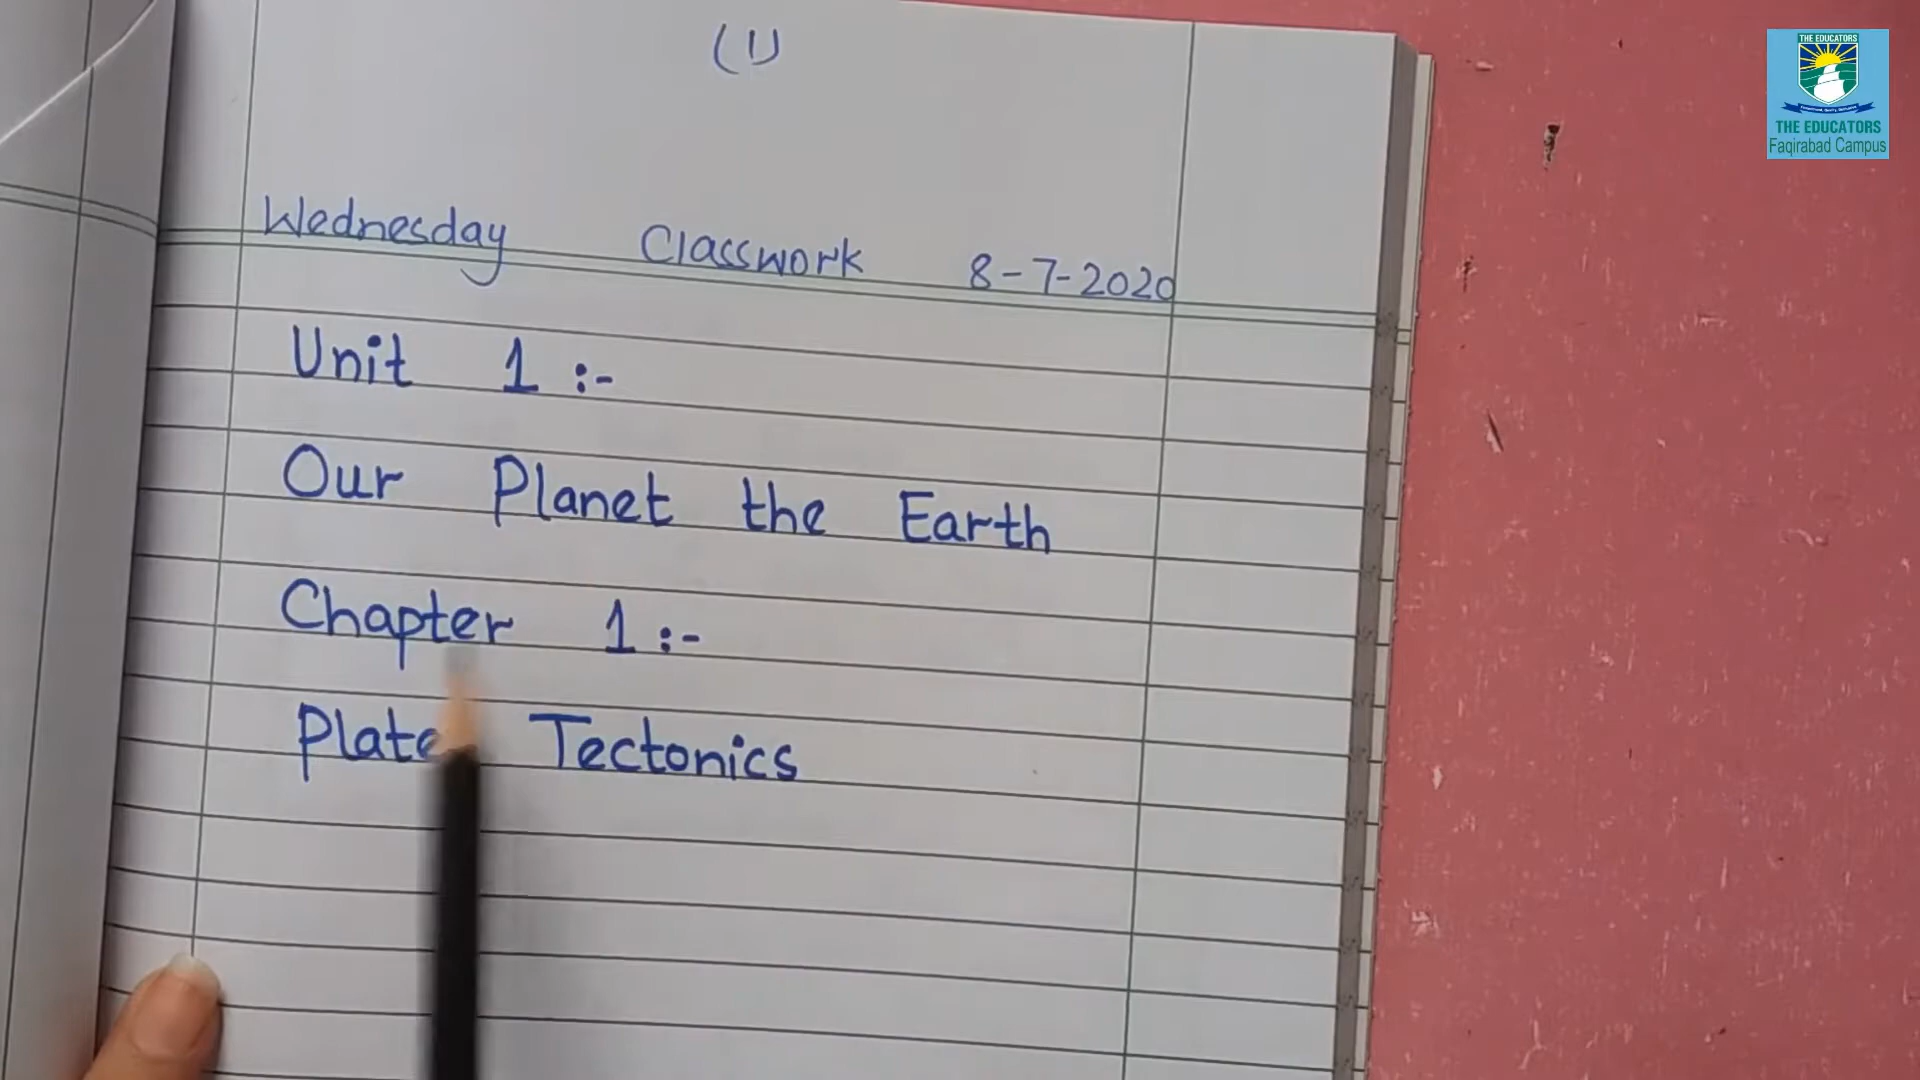 (1)
THE EDUCATORS
THE EDUCATORS
Faqirabad Campus
Wednesday Classwork 8-7-2020
Unit 1:-
Our Planet the Earth
Chapter 1:-
Plate Tectonics